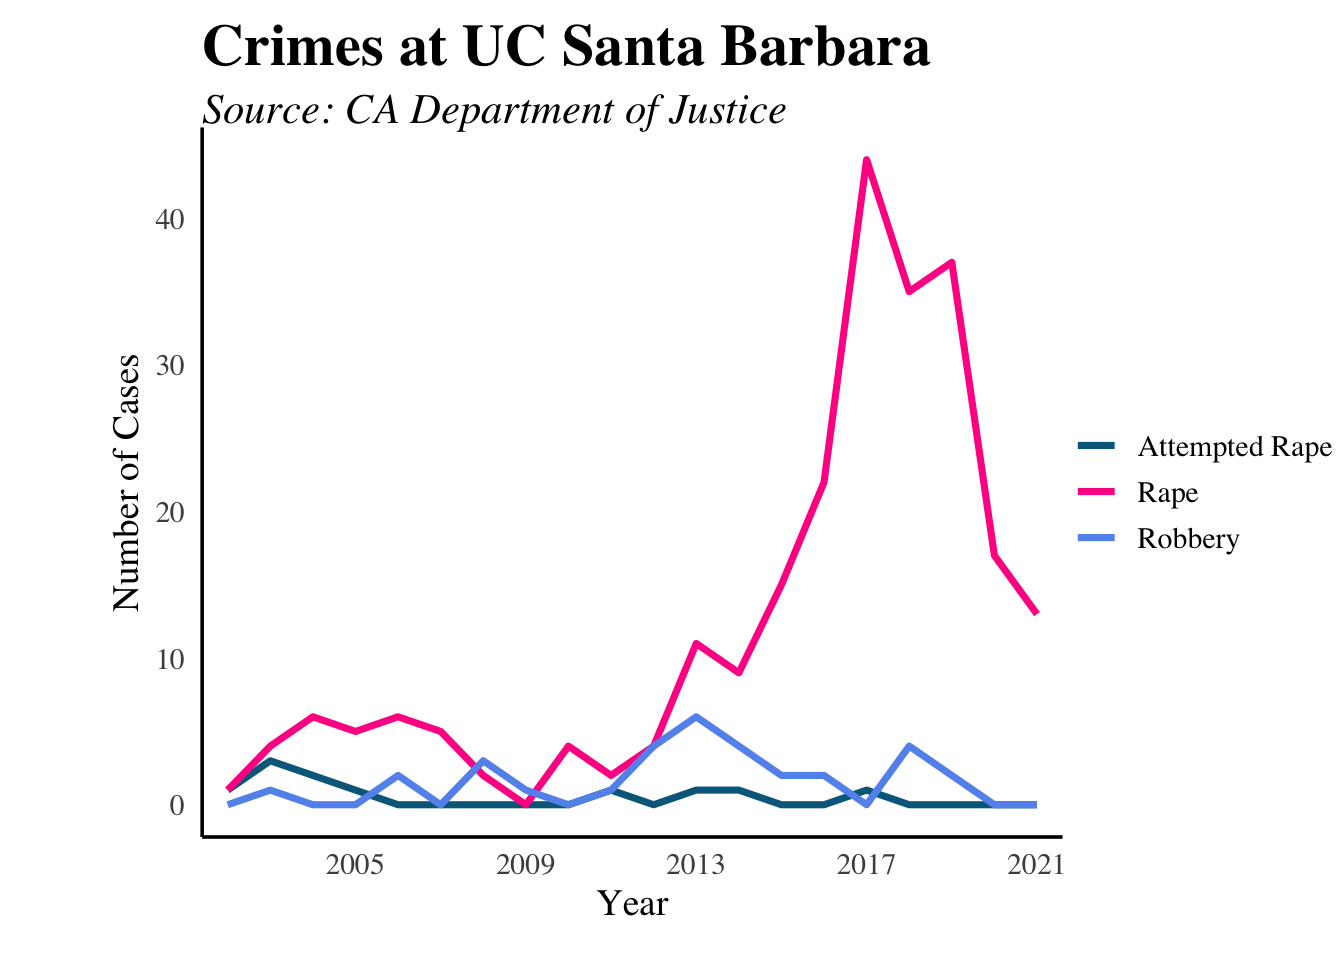 Crimes at UC Santa Barbara
Source: CA Department of Justice
Number of Cases
40
30
20
10
0
2005 2009 2013 2017 2021
Year
Attempted Rape
Rape
Robbery